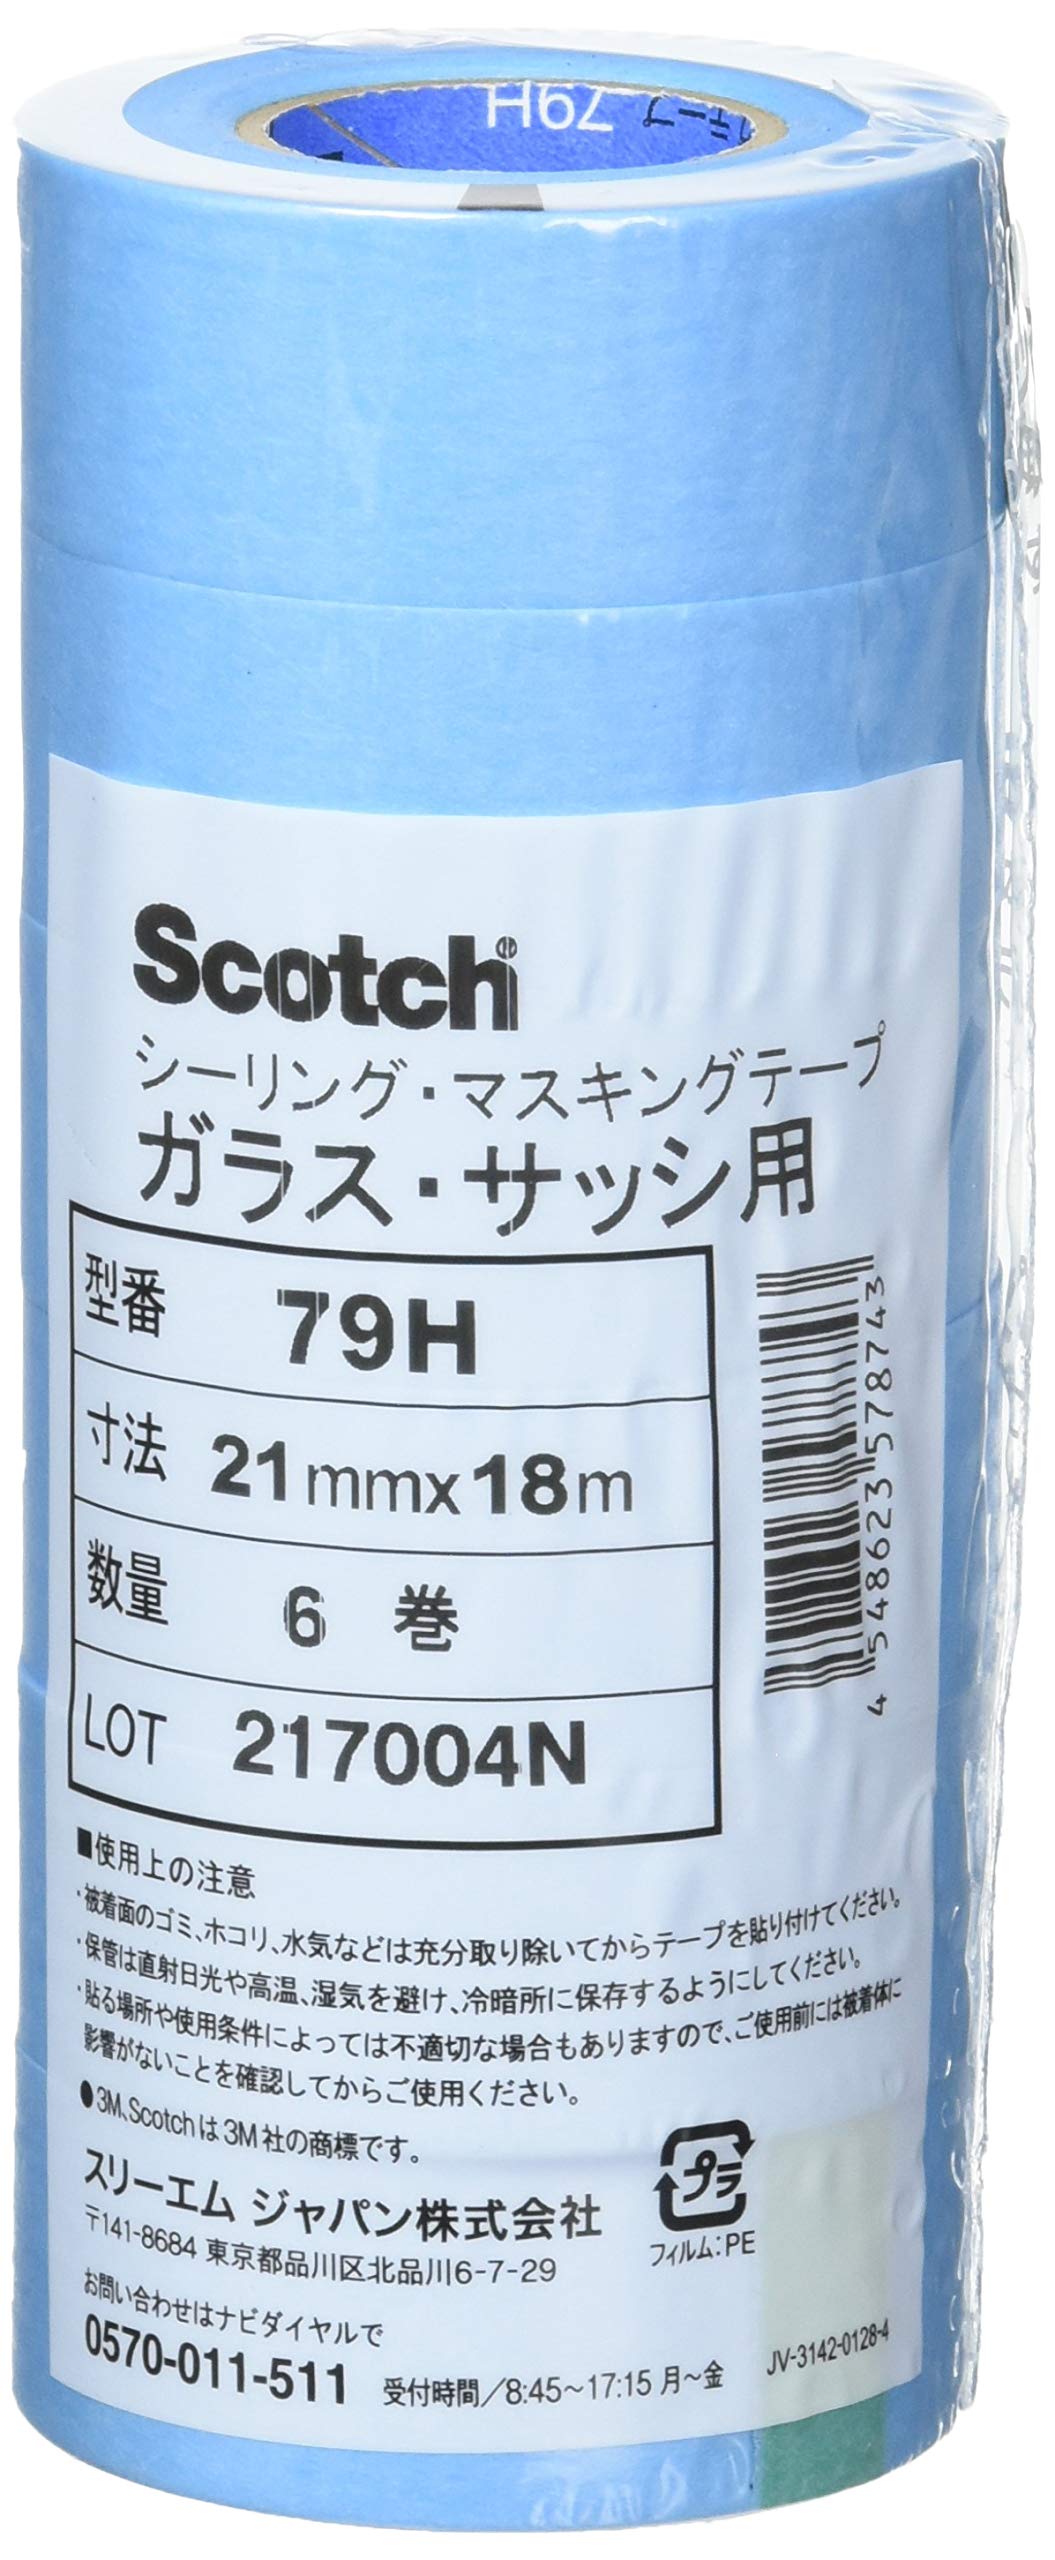 79H テープ
Scotch
シーリング・マスキングテープ
ガラス・サッシ用
型番 79H
寸法 21mmx18m
数量 6 巻
LOT 217004N
4 548623 578743
■使用上の注意
・被着面のゴミ、ホコリ、水気などは充分取り除いてからテープを貼り付けてください。
・保管は直射日光や高温、湿気を避け、冷暗所に保存するようにしてください。
・貼る場所や使用条件によっては不適切な場合もありますので、ご使用前には被着体に
影響がないことを確認してからご使用ください。
●3M、Scotchは3M社の商標です。
スリーエム ジャパン株式会社
〒141-8684 東京都品川区北品川6-7-29
プラ
フィルム:PE
お問い合わせはナビダイヤルで
0570-011-511 受付時間/8:45~17:15 月~金
JV-3142-0128-4